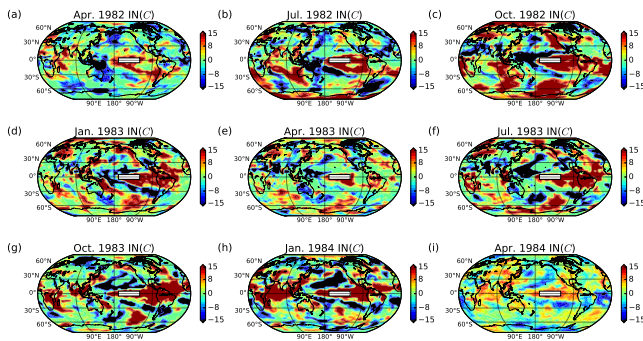 (a) Apr. 1982 IN(C) (b) Jul. 1982 IN(C) (c) Oct. 1982 IN(C)
60°N 15 60°N 15 60°N 15
30°N 8 30°N 8 30°N 8
0° 0 0° 0 0° 0
30°S −8 30°S −8 30°S −8
60°S −15 60°S −15 60°S −15
90°E 180° 90°W 90°E 180° 90°W 90°E 180° 90°W
(d) Jan. 1983 IN(C) (e) Apr. 1983 IN(C) (f) Jul. 1983 IN(C)
60°N 15 60°N 15 60°N 15
30°N 8 30°N 8 30°N 8
0° 0 0° 0 0° 0
30°S −8 30°S −8 30°S −8
60°S −15 60°S −15 60°S −15
90°E 180° 90°W 90°E 180° 90°W 90°E 180° 90°W
(g) Oct. 1983 IN(C) (h) Jan. 1984 IN(C) (i) Apr. 1984 IN(C)
60°N 15 60°N 15 60°N 15
30°N 8 30°N 8 30°N 8
0° 0 0° 0 0° 0
30°S −8 30°S −8 30°S −8
60°S −15 60°S −15 60°S −15
90°E 180° 90°W 90°E 180° 90°W 90°E 180° 90°W